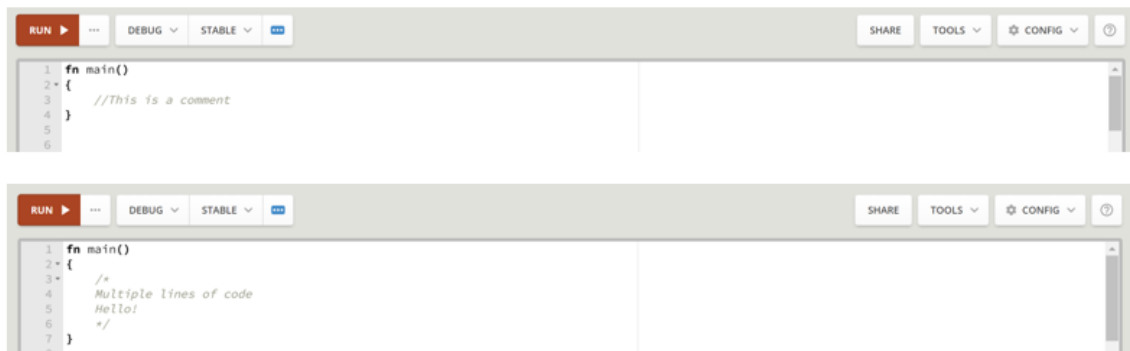 RUN ... DEBUG STABLE ... SHARE TOOLS CONFIG ?
1 fn main()
2 {
3 //This is a comment
4 }
5
6
RUN ... DEBUG STABLE ... SHARE TOOLS CONFIG ?
1 fn main()
2 {
3 /*
4 Multiple lines of code
5 Hello!
6 */
7 }